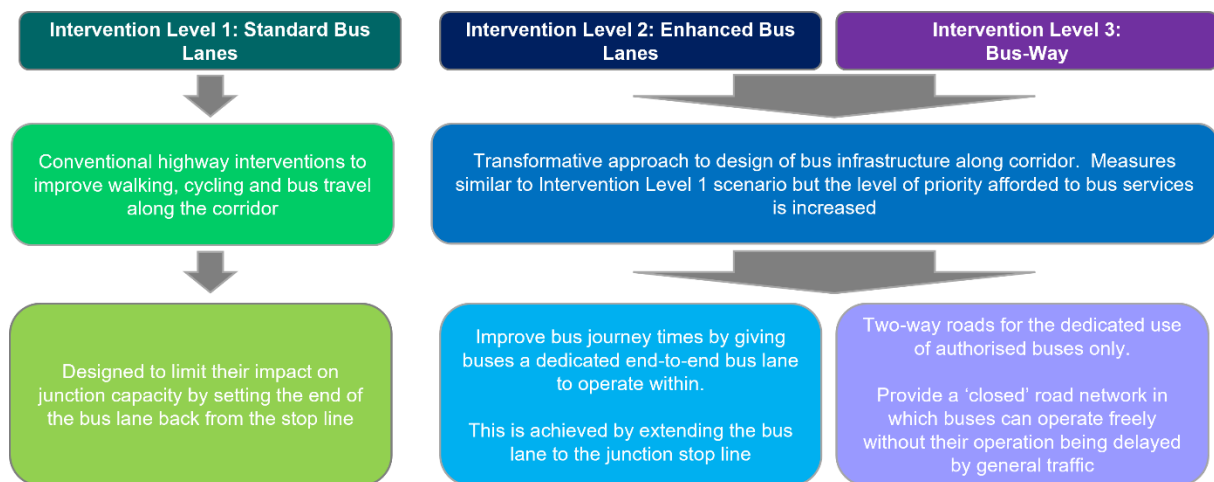 Intervention Level 1: Standard Bus
Lanes
Intervention Level 2: Enhanced Bus
Lanes
Intervention Level 3:
Bus-Way
Conventional highway interventions to
improve walking, cycling and bus travel
along the corridor
Transformative approach to design of bus infrastructure along corridor.  Measures
similar to Intervention Level 1 scenario but the level of priority afforded to bus services
is increased
Designed to limit their impact on
junction capacity by setting the end of
the bus lane back from the stop line
Improve bus journey times by giving
buses a dedicated end-to-end bus lane
to operate within.
This is achieved by extending the bus
lane to the junction stop line
Two-way roads for the dedicated use
of authorised buses only.
Provide a ‘closed’ road network in
which buses can operate freely
without their operation being delayed
by general traffic